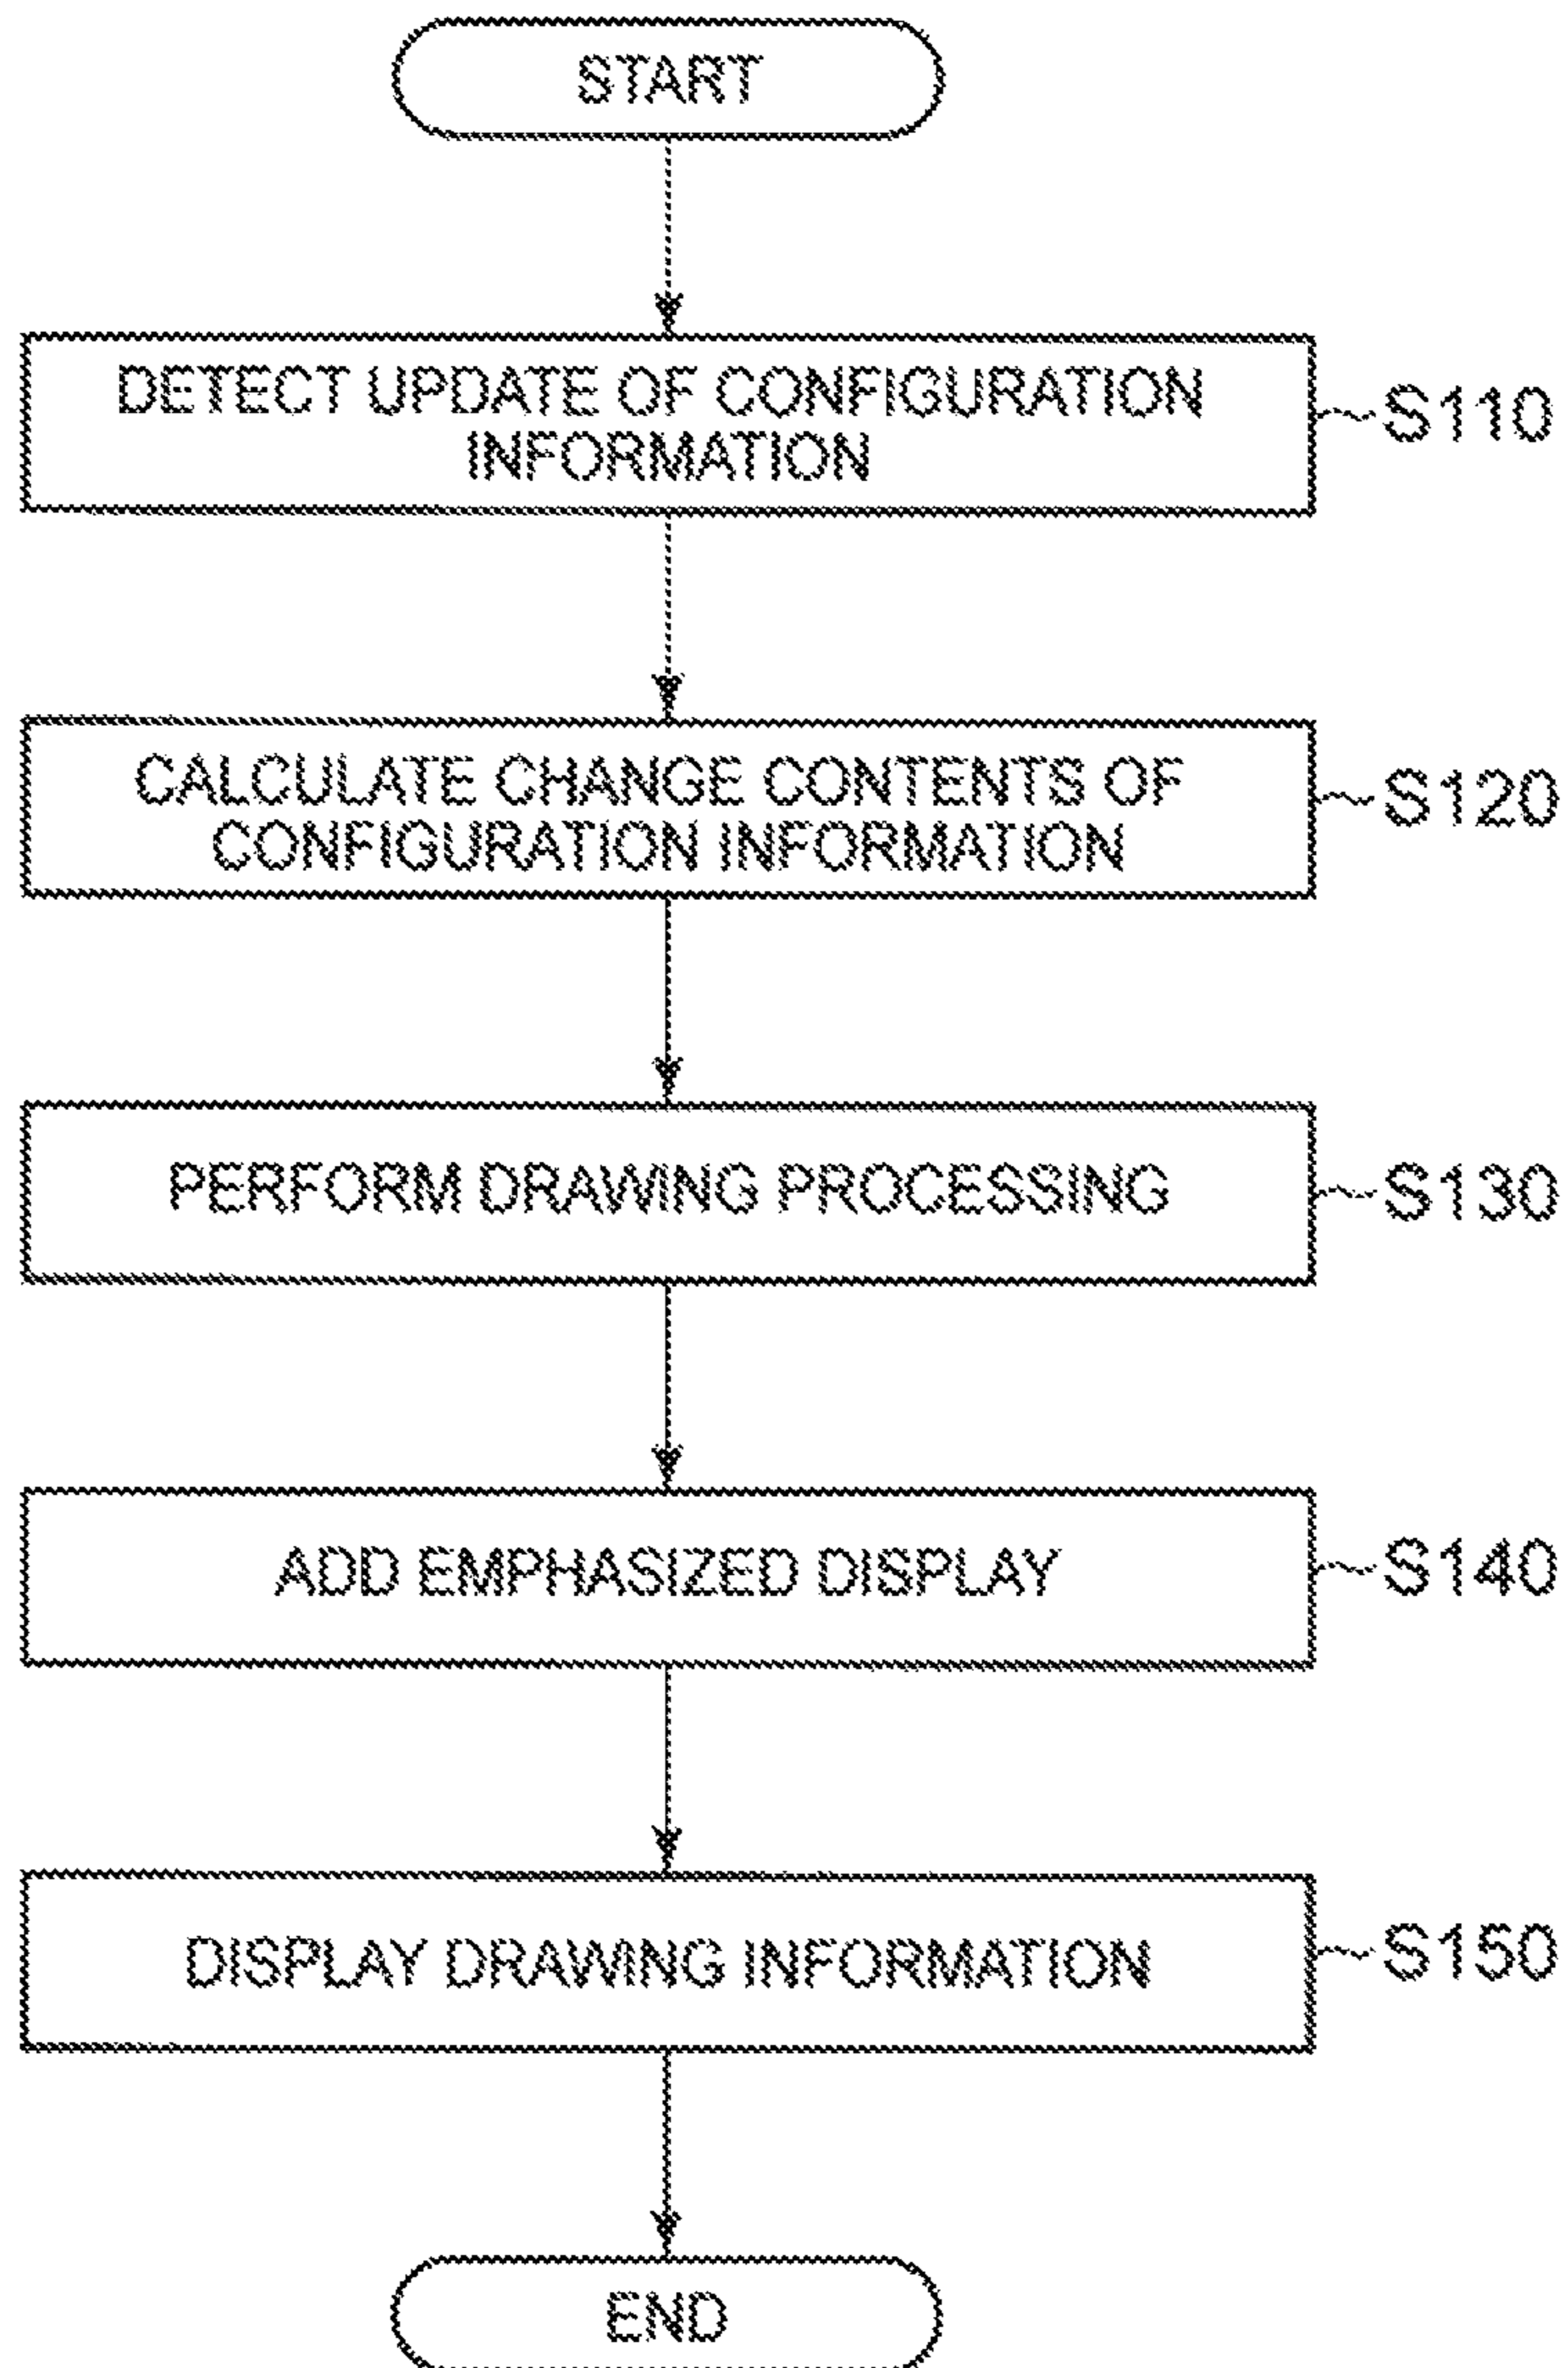 START
DETECT UPDATE OF CONFIGURATION
INFORMATION
S110
CALCULATE CHANGE CONTENTS OF
CONFIGURATION INFORMATION
S120
PERFORM DRAWING PROCESSING
S130
ADD EMPHASIZED DISPLAY
S140
DISPLAY DRAWING INFORMATION
S150
END